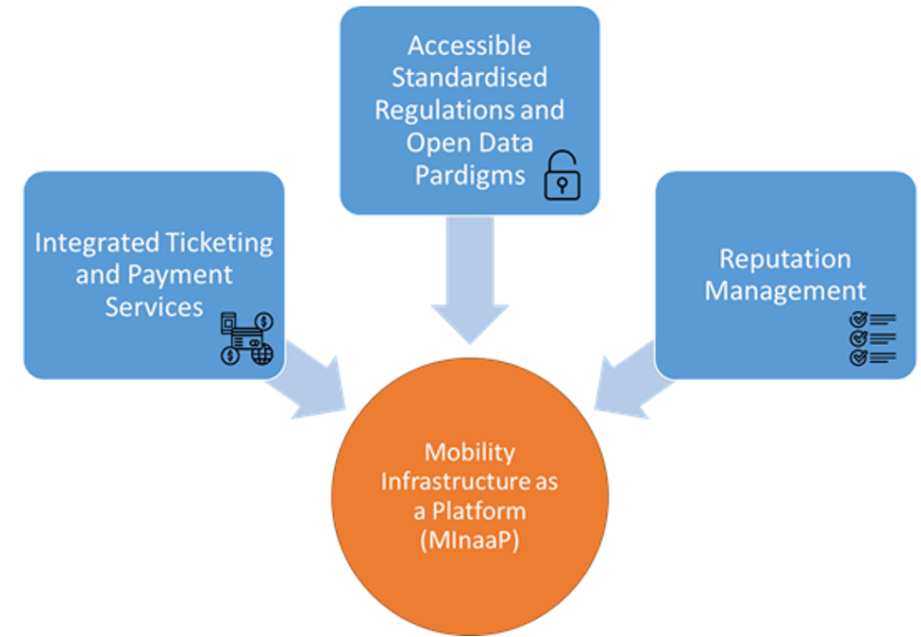 Accessible
Standardised
Regulations and
Open Data
Pardigms
Integrated Ticketing
and Payment
Services
Reputation
Management
Mobility
Infrastructure as
a Platform
(MInaaP)